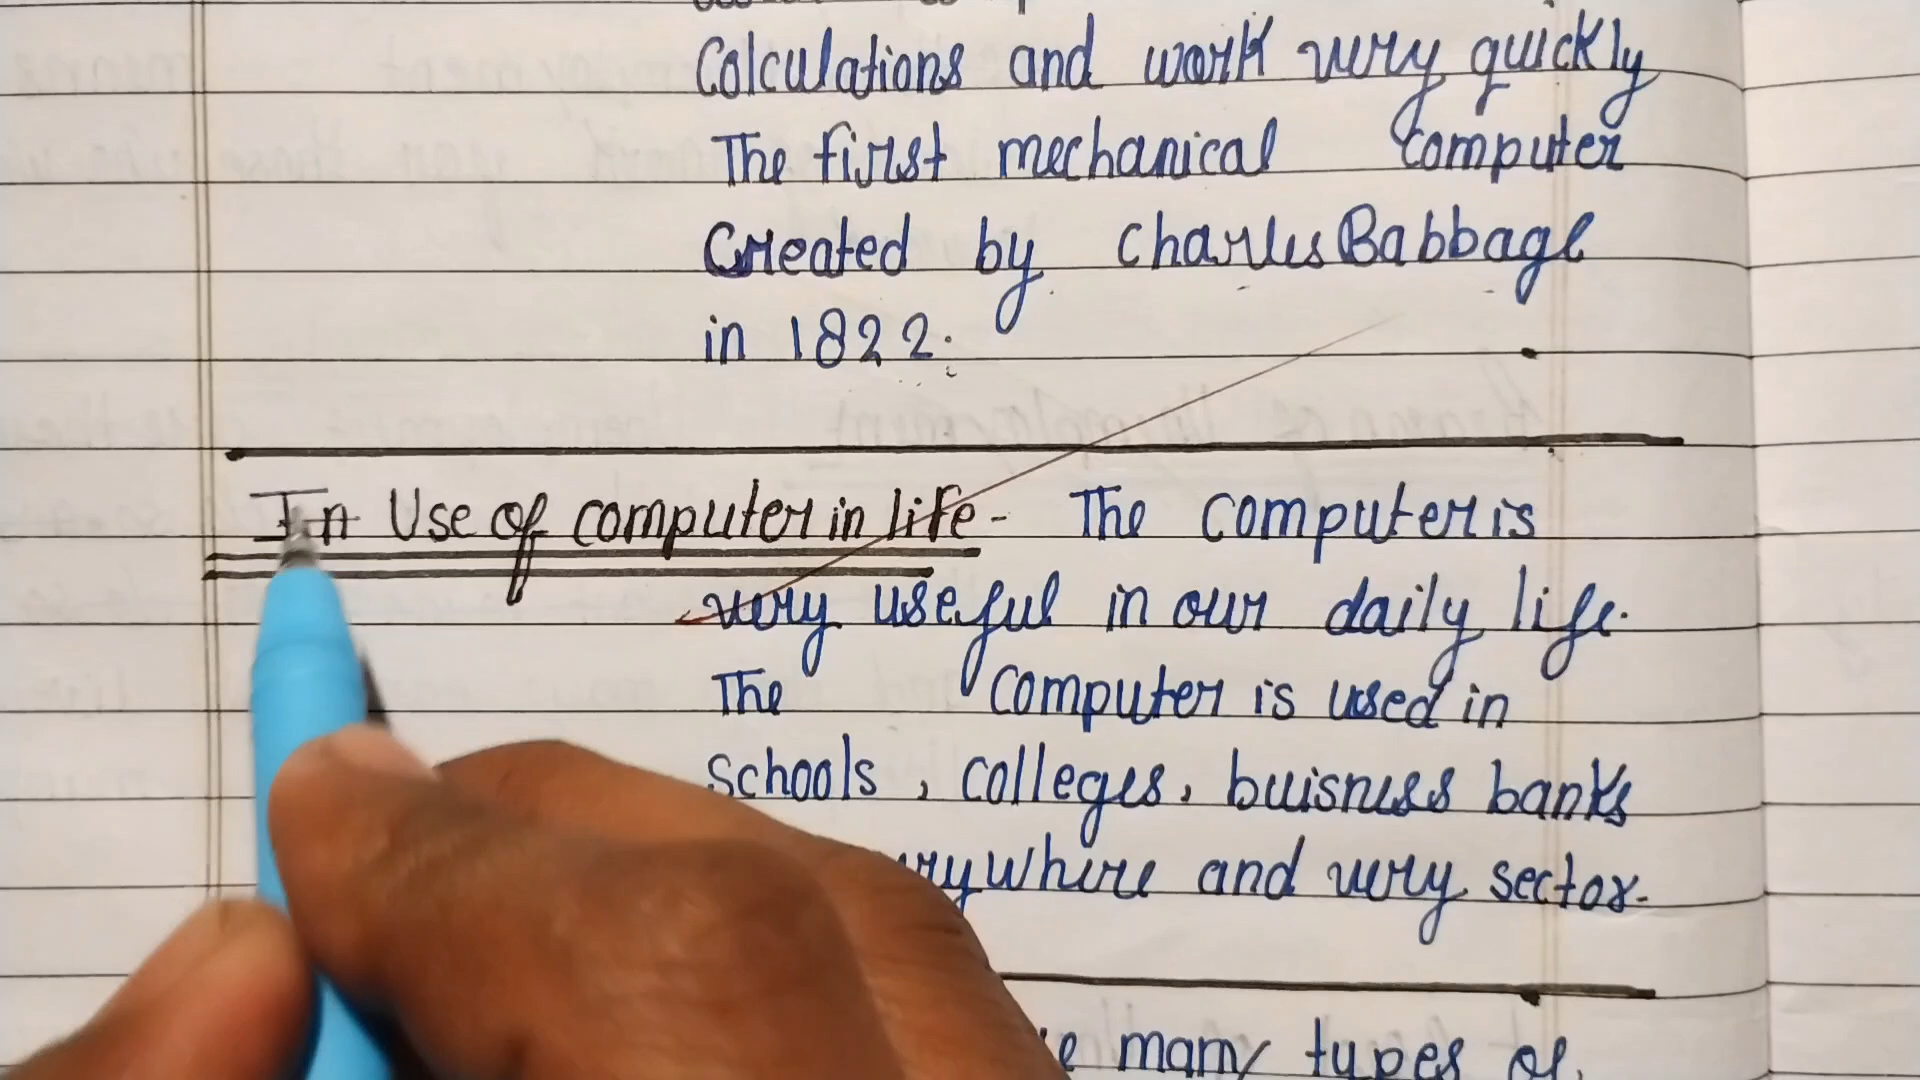 Calculations and work very quickly
The first mechanical Computer
Created by Charles Babbage
in 1822.
In Use of computer in life- The Computer is
very useful in our daily life.
The Computer is used in
Schools, Colleges, buisness banks
and very sector.
many types of